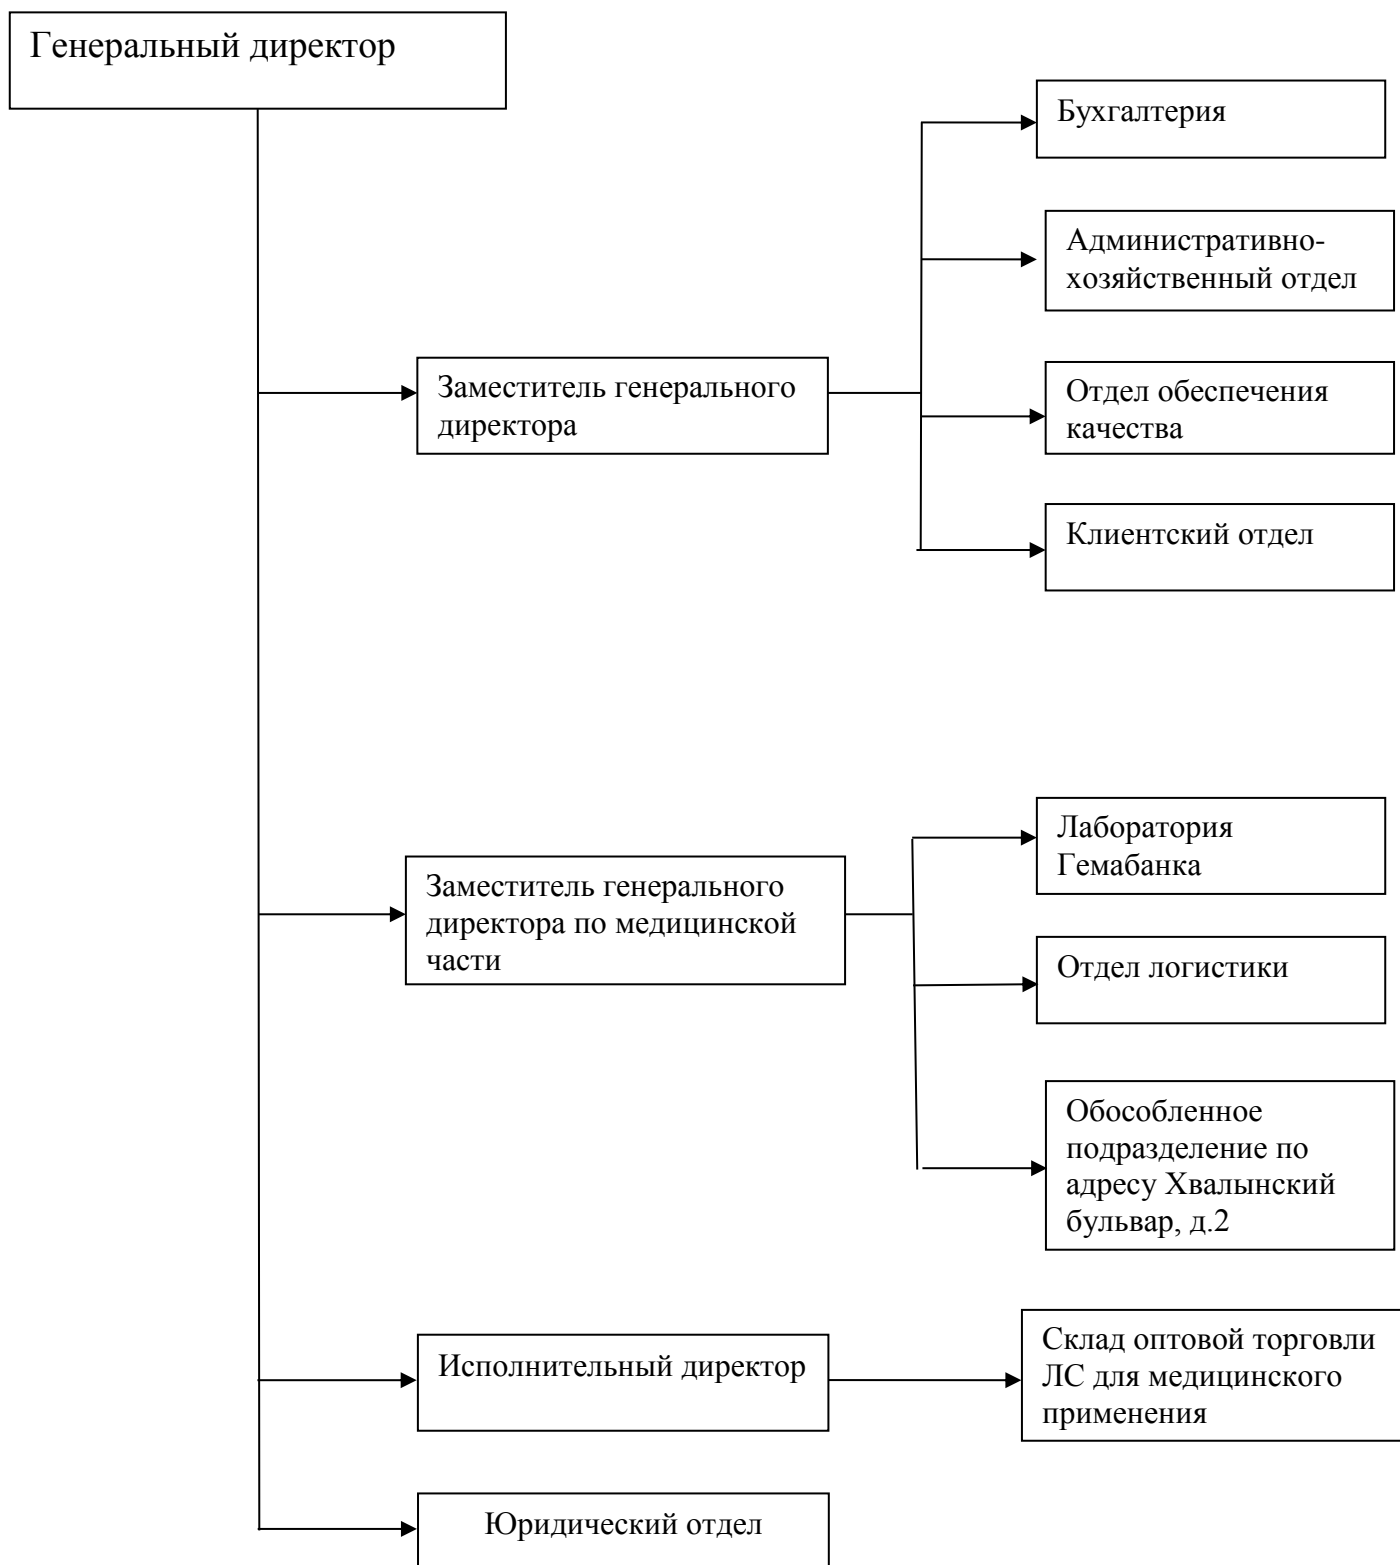 Генеральный директор
Бухгалтерия
Административно-
хозяйственный отдел
Заместитель генерального
директора
Отдел обеспечения
качества
Клиентский отдел
Заместитель генерального
директора по медицинской
части
Лаборатория
Гемабанка
Отдел логистики
Обособленное
подразделение по
адресу Хвалынский
бульвар, д.2
Исполнительный директор
Склад оптовой торговли
ЛС для медицинского
применения
Юридический отдел